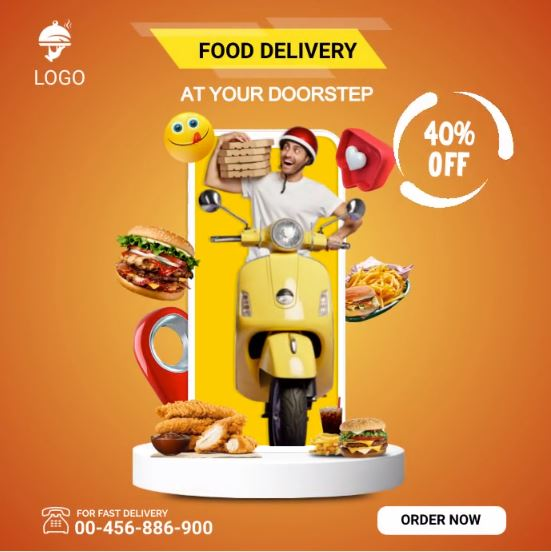 LOGO
FOOD DELIVERY
AT YOUR DOORSTEP
40%
OFF
FOR FAST DELIVERY
00-456-886-900
ORDER NOW